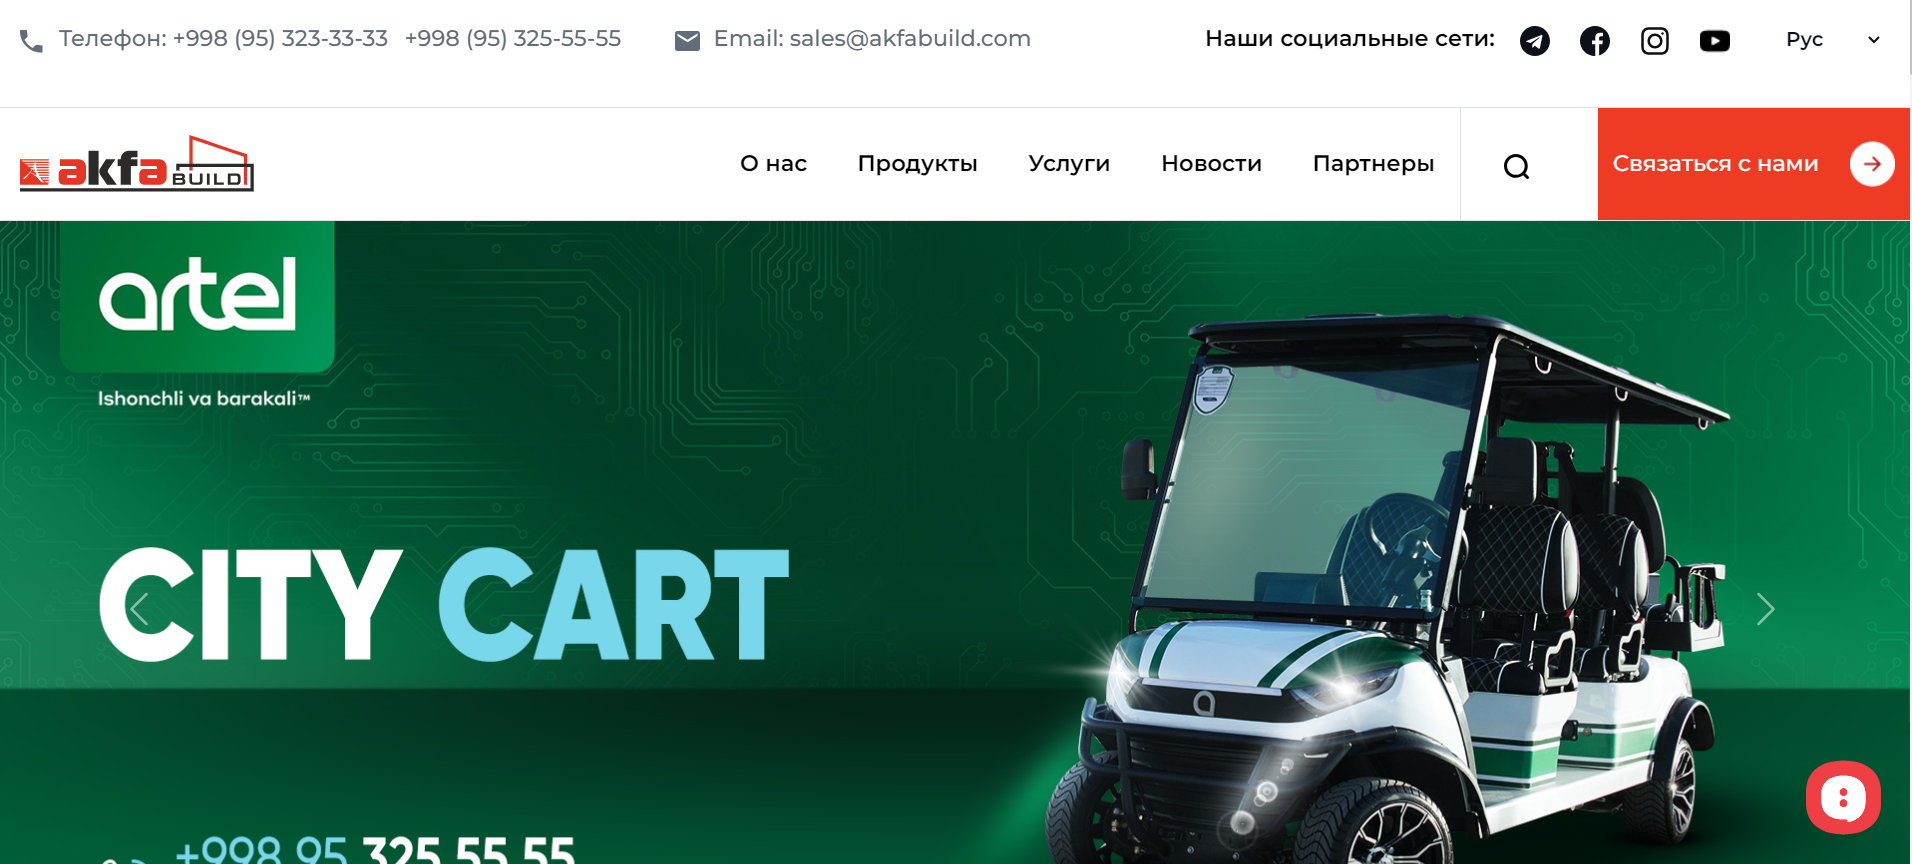 Телефон: +998 (95) 323-33-33 +998 (95) 325-55-55 Email: sales@akfabuild.com Наши социальные сети: Рус
akfa BUILD О нас Продукты Услуги Новости Партнеры Связаться с нами
artel
Ishonchli va barakali™
CITY CART
+998 95 325 55 55